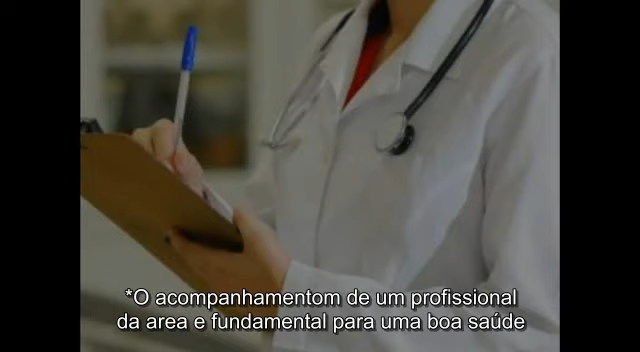 *O acompanhamentom de um profissional
da area e fundamental para uma boa saúde